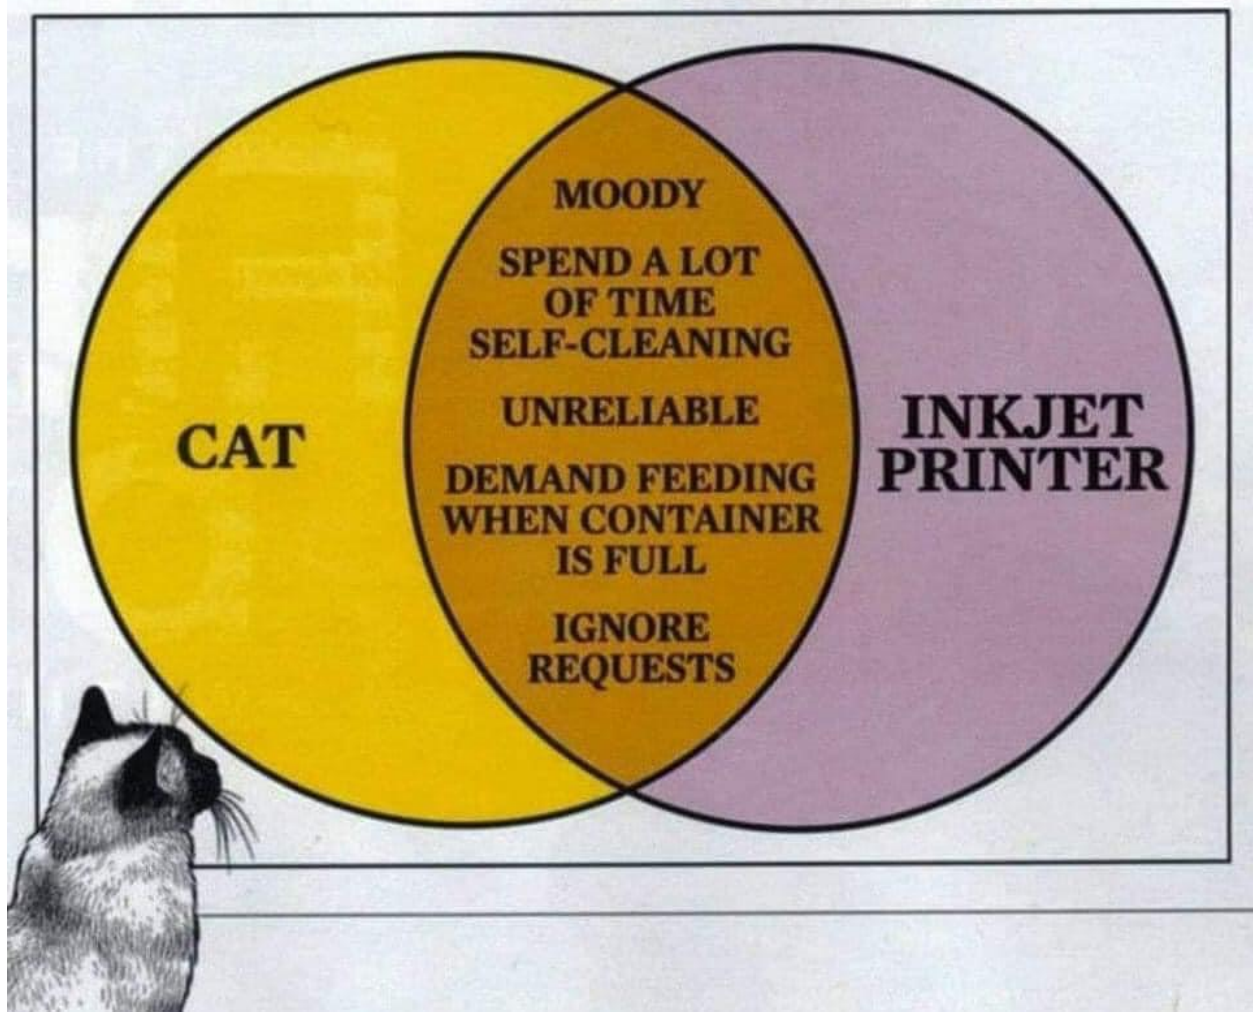 CAT
MOODY
SPEND A LOT
OF TIME
SELF-CLEANING
UNRELIABLE
DEMAND FEEDING
WHEN CONTAINER
IS FULL
IGNORE
REQUESTS
INKJET
PRINTER